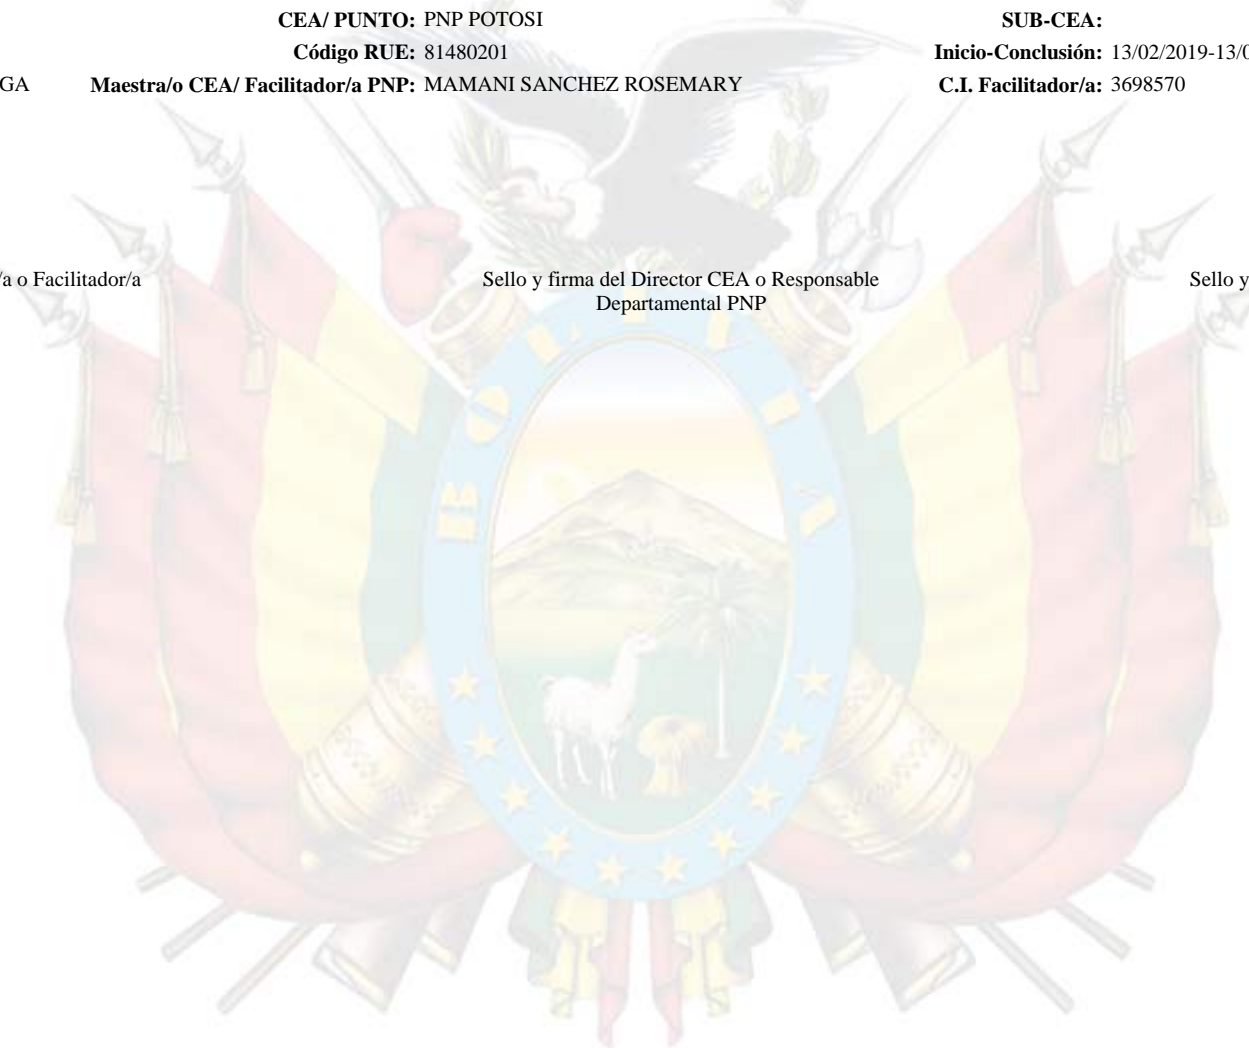 CEA/ PUNTO: PNP POTOSI SUB-CEA:
Código RUE: 81480201 Inicio-Conclusión: 13/02/2019-13/0
GA Maestra/o CEA/ Facilitador/a PNP: MAMANI SANCHEZ ROSEMARY C.I. Facilitador/a: 3698570
/a o Facilitador/a Sello y firma del Director CEA o Responsable Sello y
Departamental PNP
BOLIVIA